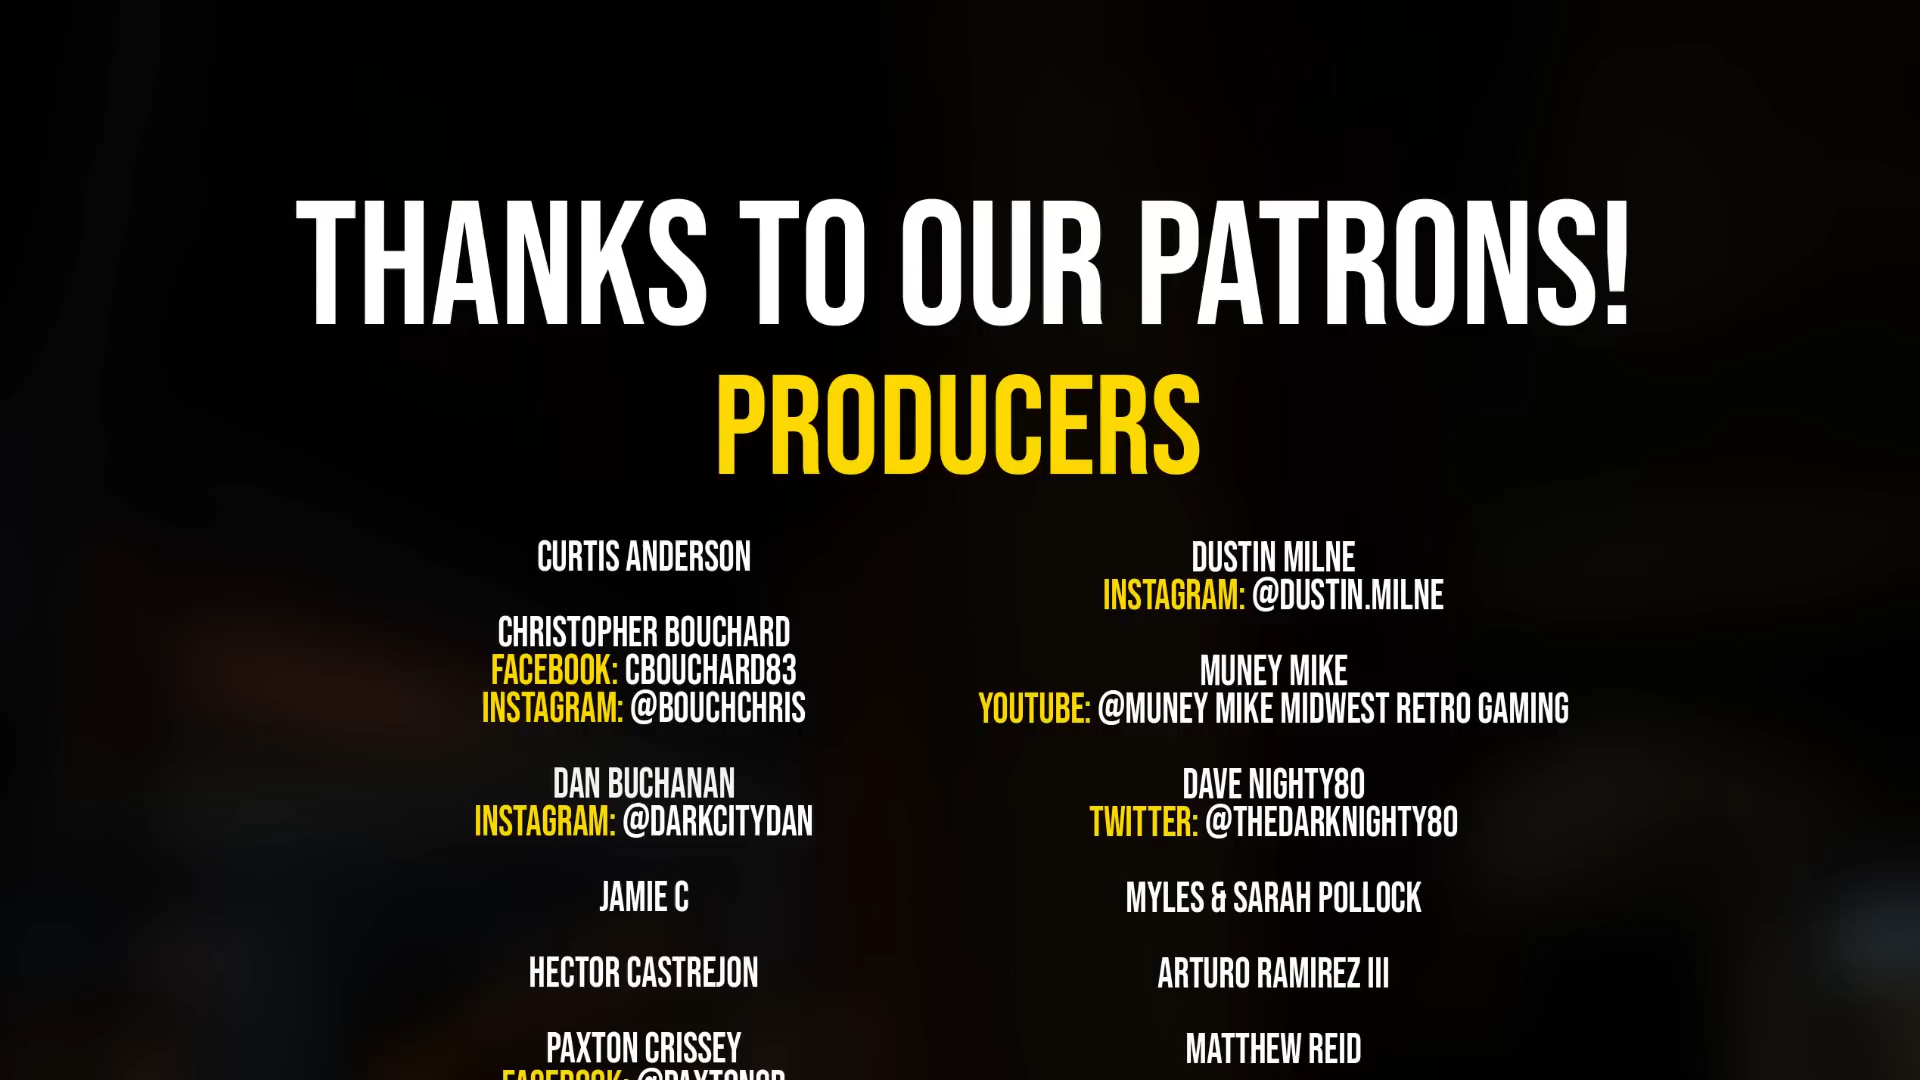 THANKS TO OUR PATRONS!
PRODUCERS
CURTIS ANDERSON
CHRISTOPHER BOUCHARD
FACEBOOK: CBOUCHARD83
INSTAGRAM: @BOUCHCHRIS
DAN BUCHANAN
INSTAGRAM: @DARKCITYDAN
JAMIE C
HECTOR CASTREJON
PAXTON CRISSEY
FACEBOOK:
DUSTIN MILNE
INSTAGRAM: @DUSTIN.MILNE
MUNEY MIKE
YOUTUBE: @MUNEY MIKE MIDWEST RETRO GAMING
DAVE NIGHTY80
TWITTER: @THEDARKNIGHTY80
MYLES & SARAH POLLOCK
ARTURO RAMIREZ III
MATTHEW REID